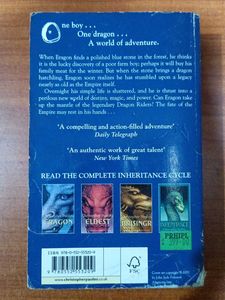 One boy . . .
One dragon . . .
A world of adventure.
When Eragon finds a polished blue stone in the forest, he thinks
it is the lucky discovery of a poor farm boy; perhaps it will buy his
family meat for the winter. But when the stone brings a dragon
hatchling, Eragon soon realises he has stumbled upon a legacy
nearly as old as the Empire itself.
Overnight his simple life is shattered, and he is thrust into a
perilous new world of destiny, magic, and power. Can Eragon take
up the mantle of the legendary Dragon Riders? The fate of the
Empire may rest in his hands . . .
‘A compelling and action-filled adventure’
Daily Telegraph
‘An authentic work of great talent’
New York Times
READ THE COMPLETE INHERITANCE CYCLE
ERAGON
ELDEST
BRISINGR
INHERITANCE
FSC
www.christopherpaolini.co.uk